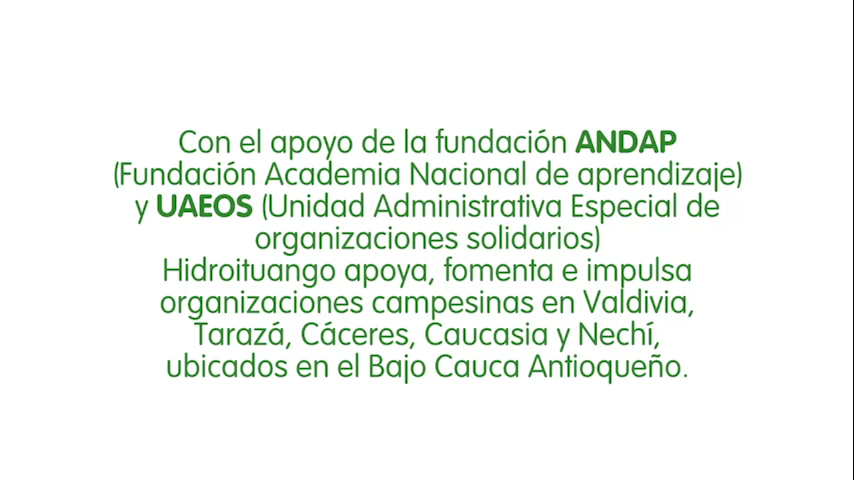 Con el apoyo de la fundación ANDAP
(Fundación Academia Nacional de aprendizaje)
y UAEOS (Unidad Administrativa Especial de
organizaciones solidarios)
Hidroituango apoya, fomenta e impulsa
organizaciones campesinas en Valdivia,
Tarazá, Cáceres, Caucasia y Nechí,
ubicados en el Bajo Cauca Antioqueño.